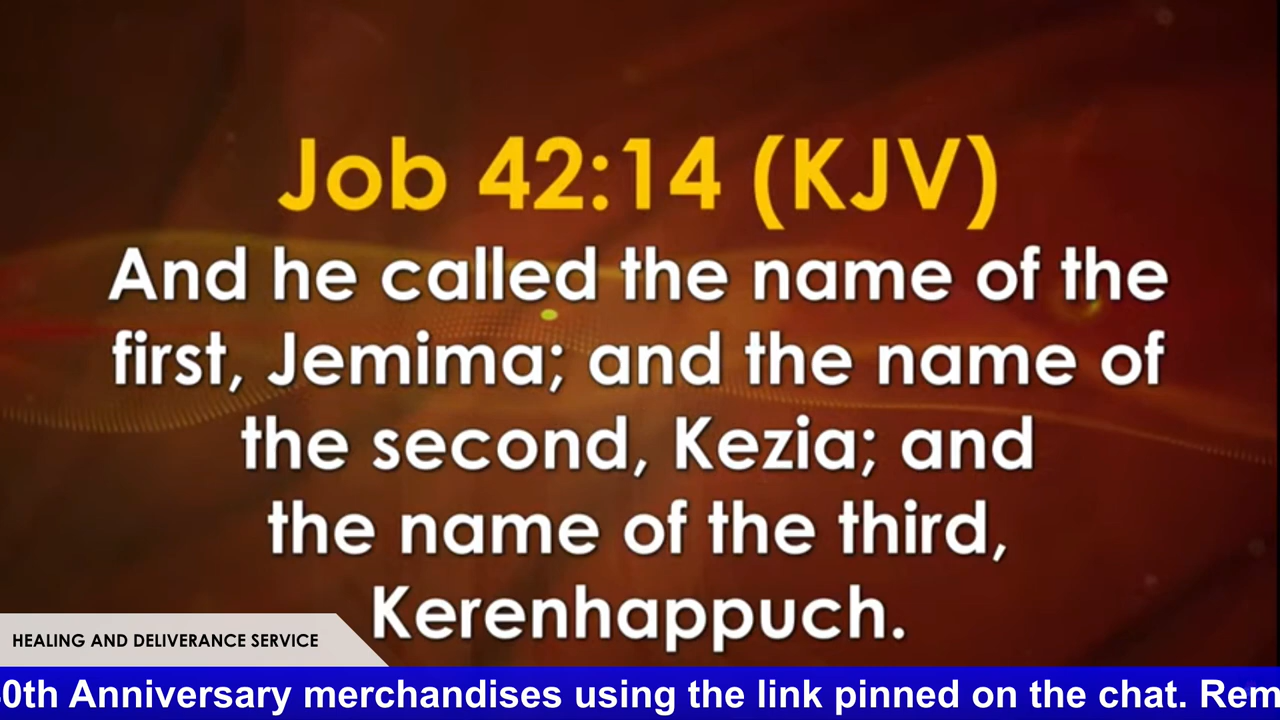 Job 42:14 (KJV)
And he called the name of the
first, Jemima; and the name of
the second, Kezia; and
the name of the third,
Kerenhappuch.
HEALING AND DELIVERANCE SERVICE
0th Anniversary merchandises using the link pinned on the chat.